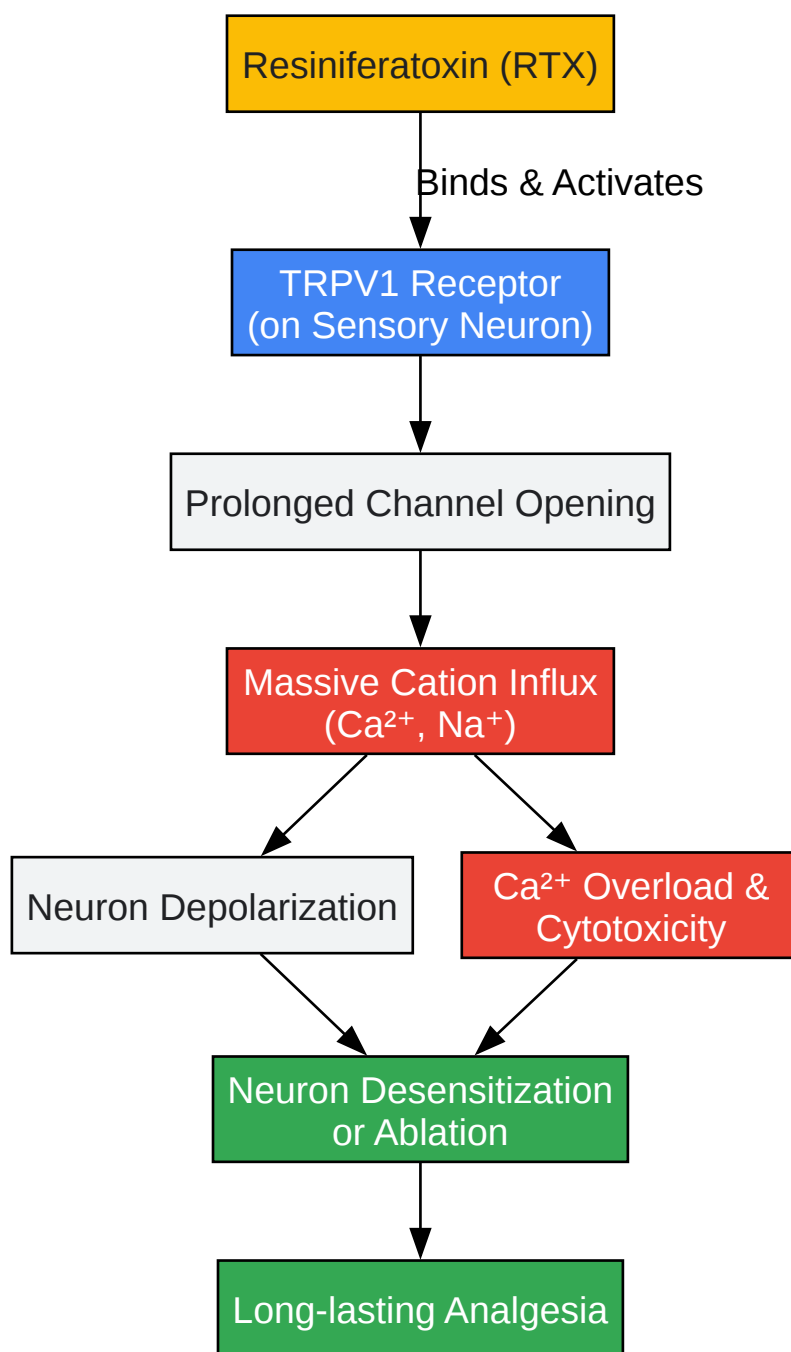 Resiniferatoxin (RTX)
Binds & Activates
TRPV1 Receptor
(on Sensory Neuron)
Prolonged Channel Opening
Massive Cation Influx
(Ca²⁺, Na⁺)
Neuron Depolarization
Ca²⁺ Overload &
Cytotoxicity
Neuron Desensitization
or Ablation
Long-lasting Analgesia